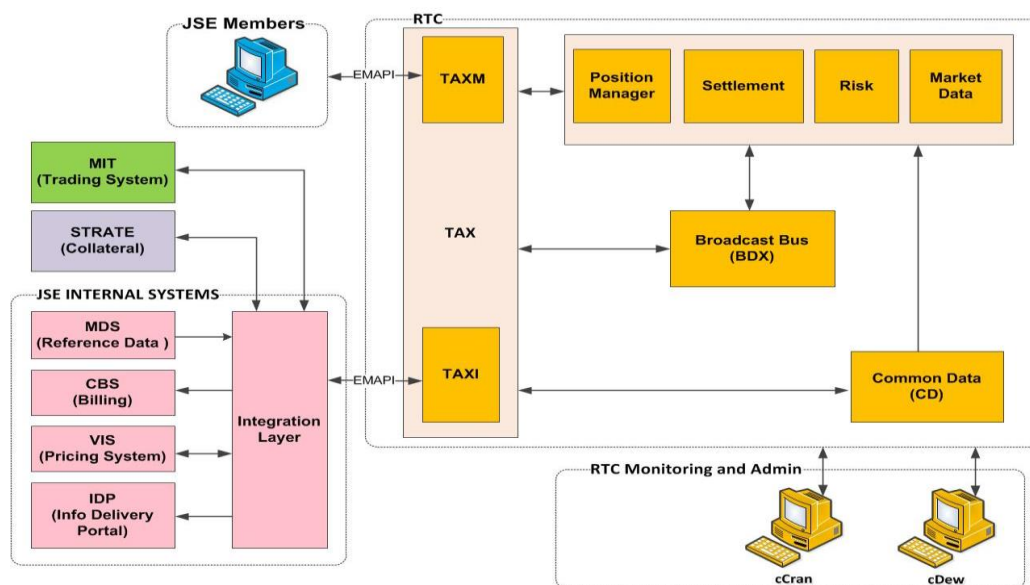 JSE Members
RTC
EMAPI
TAXM
Position
Manager
Settlement
Risk
Market
Data
MIT
(Trading System)
STRATE
(Collateral)
TAX
Broadcast Bus
(BDX)
JSE INTERNAL SYSTEMS
MDS
(Reference Data )
CBS
(Billing)
VIS
(Pricing System)
IDP
(Info Delivery
Portal)
Integration
Layer
EMAPI
TAXI
Common Data
(CD)
RTC Monitoring and Admin
cCran
cDew